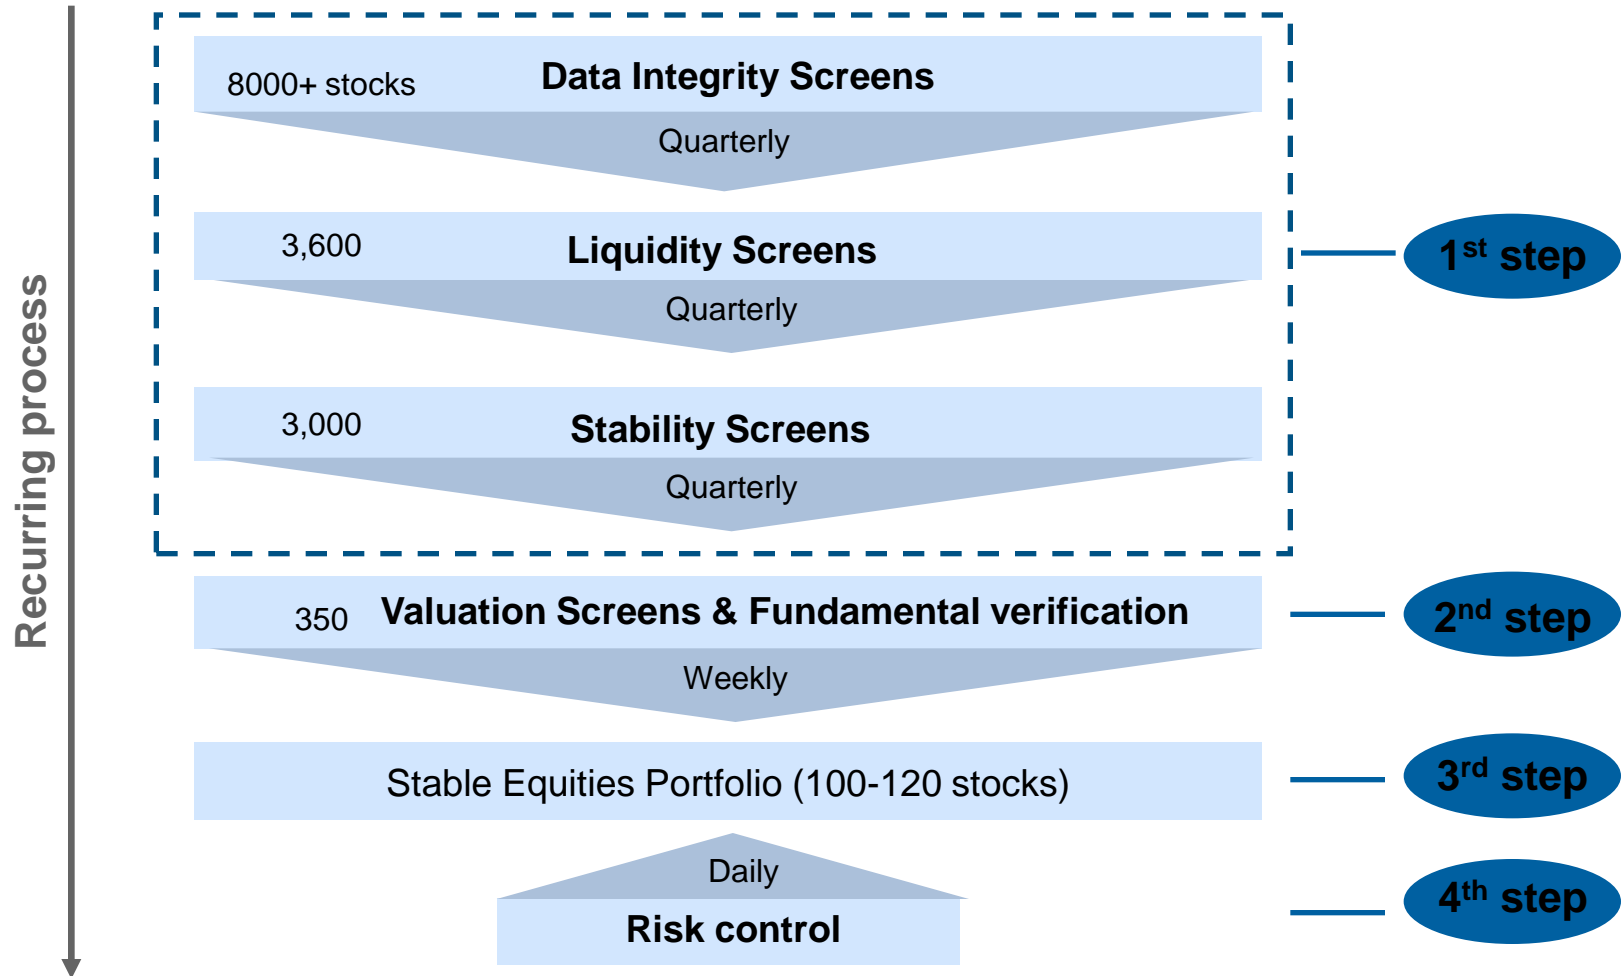 8000+ stocks
Data Integrity Screens
Quarterly
3,600
Liquidity Screens
Quarterly
1st step
3,000
Stability Screens
Quarterly
Recurring process
350
Valuation Screens & Fundamental verification
2nd step
Weekly
Stable Equities Portfolio (100-120 stocks)
3rd step
Daily
Risk control
4th step